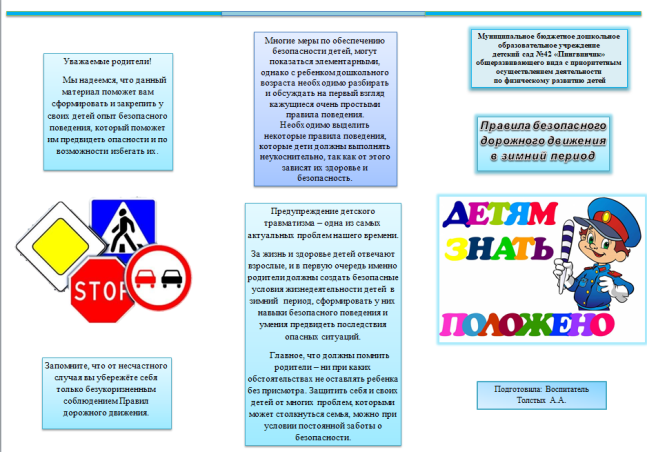 Уважаемые родители!
Мы надеемся, что данный
материал поможет вам
сформировать и закрепить у
своих детей опыт безопасного
поведения, который поможет
им предвидеть опасности и по
возможности избегать их.
STOP
Запомните, что от несчастного
случая вы убережёте себя
только безукоризненным
соблюдением Правил
дорожного движения.
Многие меры по обеспечению
безопасности детей, могут
показаться элементарными,
однако с ребенком дошкольного
возраста необходимо разбирать
и обсуждать на первый взгляд
кажущиеся очень простыми
правила поведения.
Необходимо выделить
некоторые правила поведения,
которые дети должны выполнять
неукоснительно, так как от этого
зависят их здоровье и
безопасность.
Предупреждение детского
травматизма – одна из самых
актуальных проблем нашего времени.
За жизнь и здоровье детей отвечают
взрослые, и в первую очередь именно
родители должны создать безопасные
условия жизнедеятельности детей в
зимний период, сформировать у них
навыки безопасного поведения и
умения предвидеть последствия
опасных ситуаций.
Главное, что должны помнить
родители – ни при каких
обстоятельствах не оставлять ребенка
без присмотра. Защитить себя и своих
детей от многих проблем, которыми
может столкнуться семья, можно при
условии постоянной заботы о
безопасности.
Муниципальное бюджетное дошкольное
образовательное учреждение
детский сад №42 «Пингвинчик»
общеразвивающего вида с приоритетным
осуществлением деятельности
по физическому развитию детей
Правила безопасного
дорожного движения
в зимний период
ДЕТЯМ
ЗНАТЬ
ПОЛОЖЕНО
Подготовила: Воспитатель
Толстых А.А.